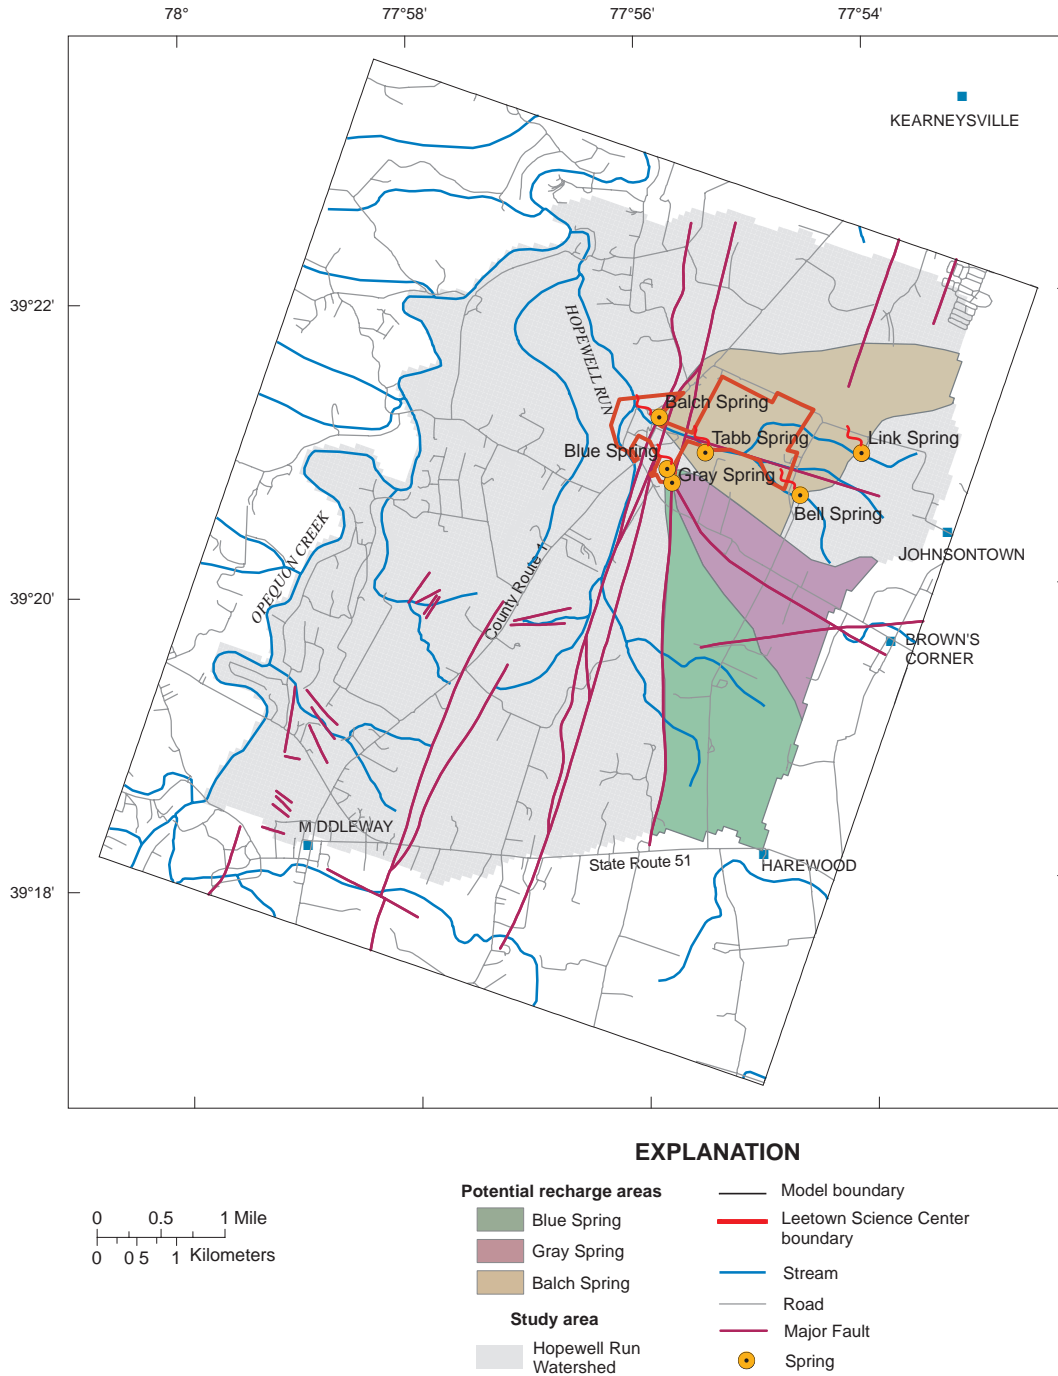 78°
77°58'
77°56'
77°54'
KEARNEYSVILLE
39°22'
HOPEWELL RUN
Balch Spring
Tabb Spring
Link Spring
Blue Spring
Gray Spring
Bell Spring
OPEQUON CREEK
JOHNSONTOWN
County Route 1
39°20'
BROWN'S
CORNER
M DDLEWAY
State Route 51
HAREWOOD
39°18'
EXPLANATION
Potential recharge areas
Blue Spring
Gray Spring
Balch Spring
Study area
Hopewell Run
Watershed
Model boundary
Leetown Science Center
boundary
Stream
Road
Major Fault
Spring
0 0.5 1 Mile
0 0 5 1 Kilometers